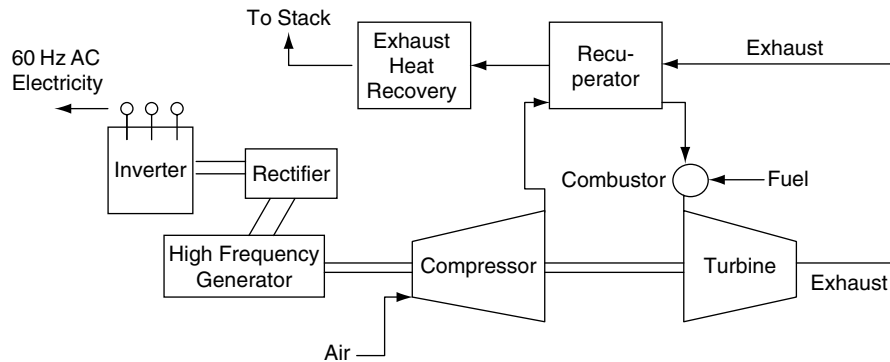 To Stack
Exhaust
Heat
Recovery
Recu-
perator
Exhaust
60 Hz AC
Electricity
Inverter
Rectifier
Combustor
Fuel
High Frequency
Generator
Compressor
Turbine
Exhaust
Air